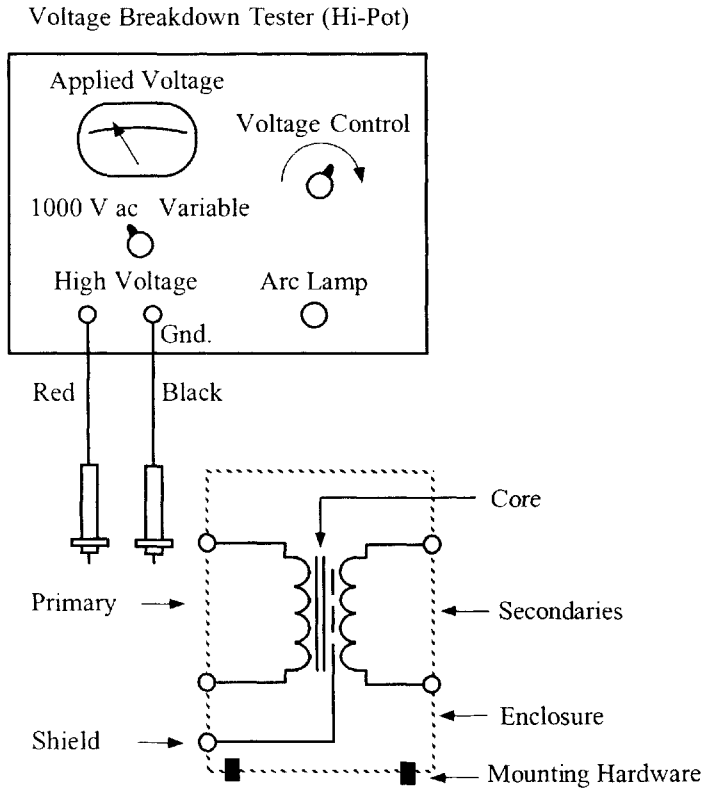 Voltage Breakdown Tester (Hi-Pot)
Applied Voltage
Voltage Control
1000 V ac Variable
High Voltage
Arc Lamp
Gnd.
Red
Black
Core
Primary
Secondaries
Enclosure
Shield
Mounting Hardware